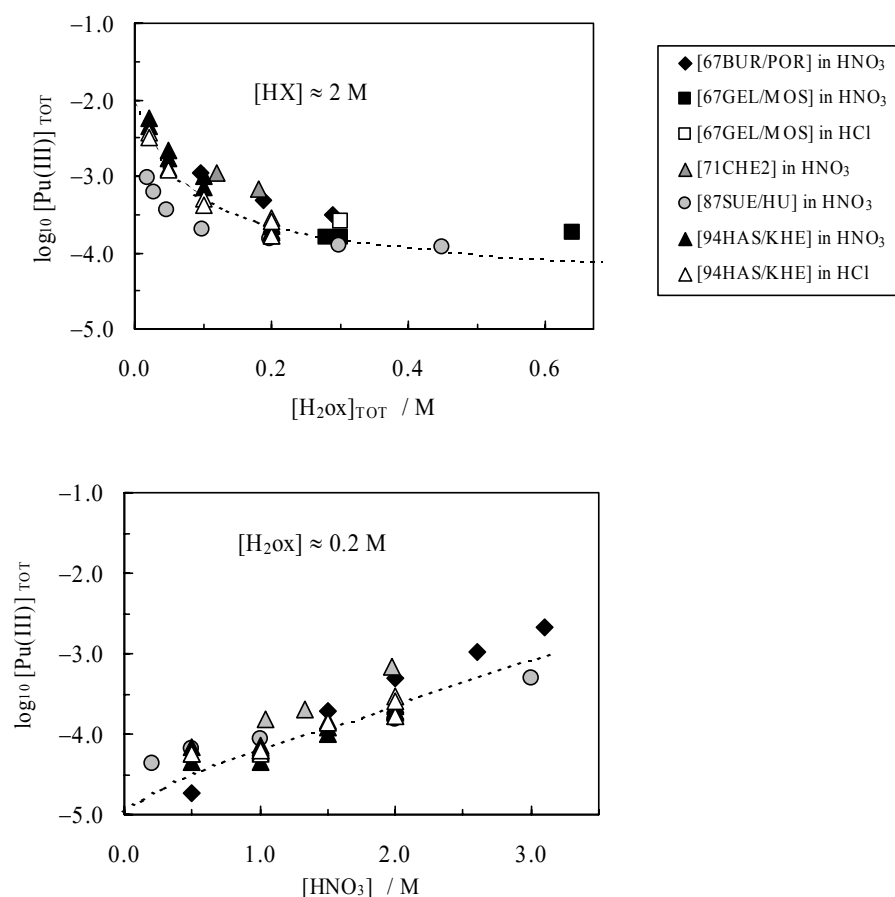 −1.0
−2.0
−3.0
−4.0
−5.0
log₁₀ [Pu(III)] TOT
[HX] ≈ 2 M
0.0 0.2 0.4 0.6
[H₂ox]TOT / M
[67BUR/POR] in HNO₃
[67GEL/MOS] in HNO₃
[67GEL/MOS] in HCl
[71CHE2] in HNO₃
[87SUE/HU] in HNO₃
[94HAS/KHE] in HNO₃
[94HAS/KHE] in HCl
−1.0
−2.0
−3.0
−4.0
−5.0
log₁₀ [Pu(III)] TOT
[H₂ox] ≈ 0.2 M
0.0 1.0 2.0 3.0
[HNO₃] / M